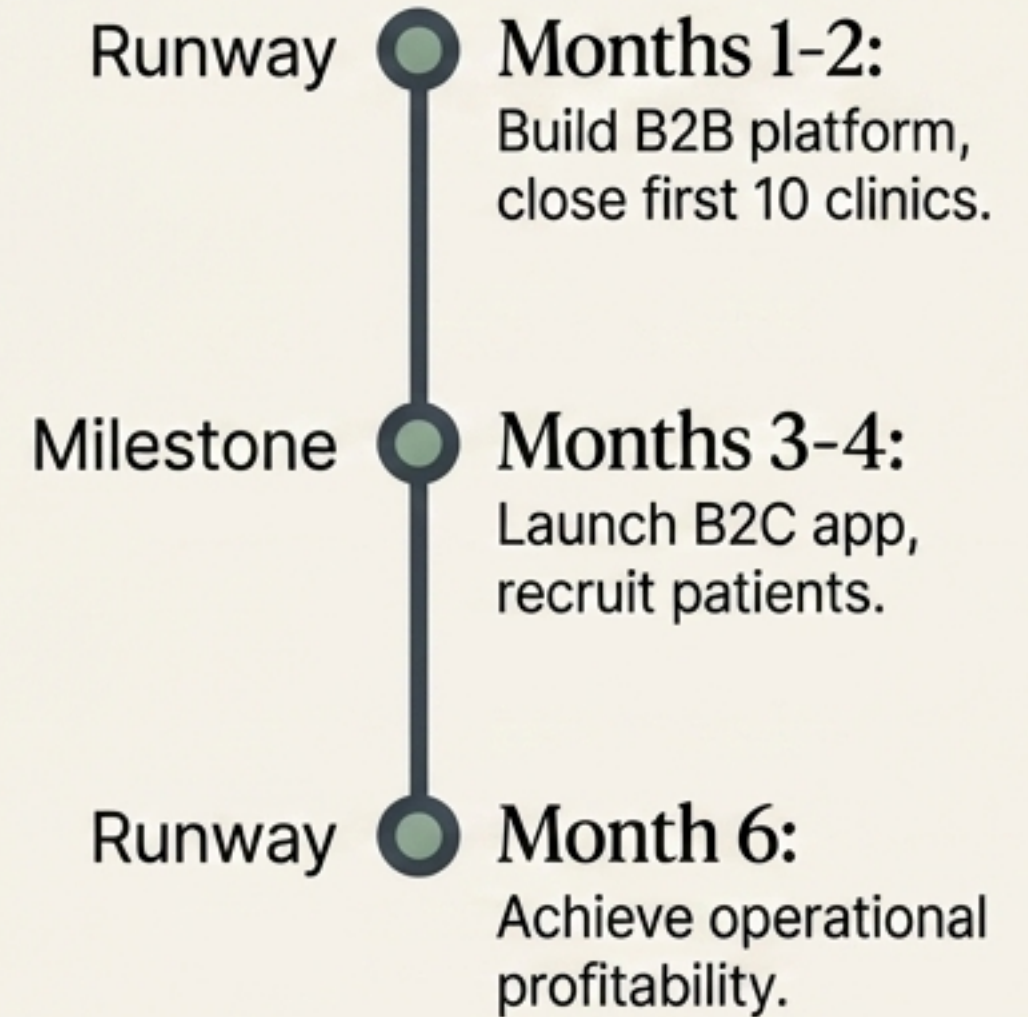 Runway
Months 1-2:
Build B2B platform,
close first 10 clinics.
Milestone
Months 3-4:
Launch B2C app,
recruit patients.
Runway
Month 6:
Achieve operational
profitability.